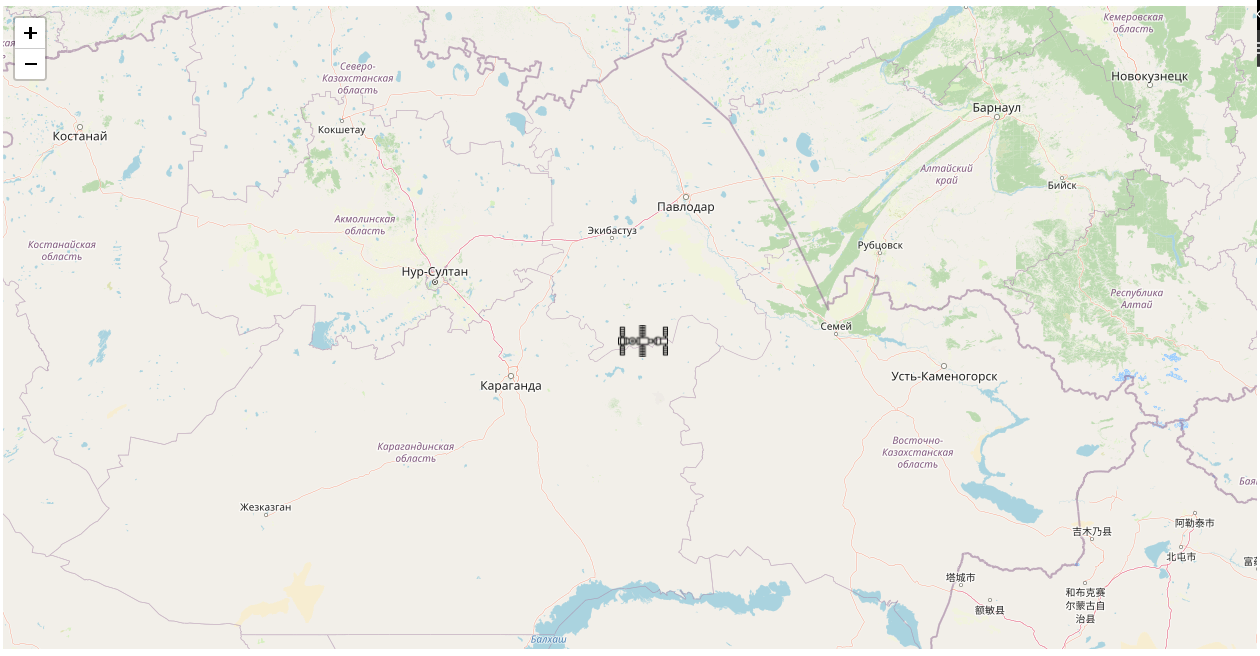 +
−
Кемеровская
область
Северо-
Казахстанская
область
Новокузнецк
Барнаул
Костанай
Кокшетау
Алтайский
край
Бийск
Павлодар
Акмолинская
область
Экибастуз
Костанайская
область
Рубцовск
Нур-Султан
Республика
Алтай
Семей
Усть-Каменогорск
Караганда
Карагандинская
область
Восточно-
Казахстанская
область
Жезказган
阿勒泰市
吉木乃县
北屯市
塔城市
和布克赛
尔蒙古自
治县
额敏县
Балхаш